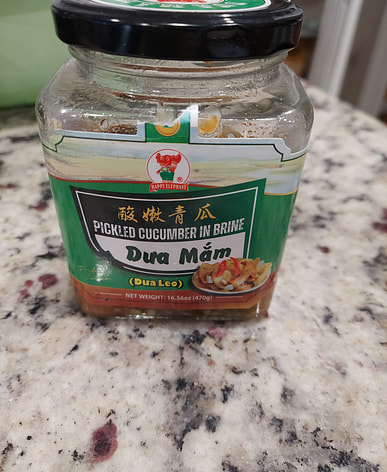 HAPPY ELEPHANT
®
酸嫩青瓜
PICKLED CUCUMBER IN BRINE
Dưa Mắm
(Dưa Leo)
NET WEIGHT: 16.56oz (470g)